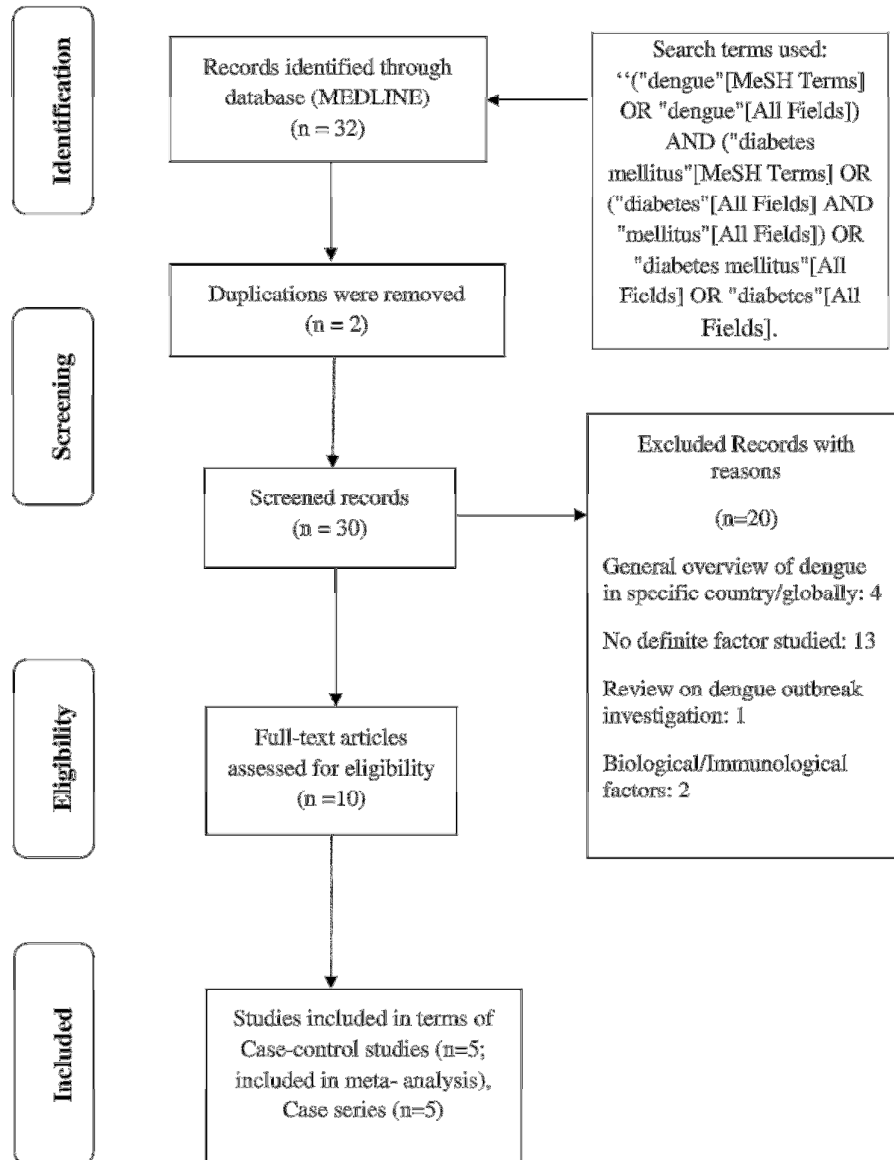 Identification
Records identified through
database (MEDLINE)
(n = 32)
Search terms used:
“("dengue"[MeSH Terms]
OR "dengue"[All Fields])
AND ("diabetes
mellitus"[MeSH Terms] OR
("diabetes"[All Fields] AND
"mellitus"[All Fields]) OR
"diabetes mellitus"[All
Fields] OR "diabetes"[All
Fields].
Screening
Duplications were removed
(n = 2)
Screened records
(n = 30)
Excluded Records with
reasons
(n=20)
General overview of dengue
in specific country/globally: 4
No definite factor studied: 13
Review on dengue outbreak
investigation: 1
Biological/Immunological
factors: 2
Eligibility
Full-text articles
assessed for eligibility
(n =10)
Included
Studies included in terms of
Case-control studies (n=5;
included in meta- analysis),
Case series (n=5)